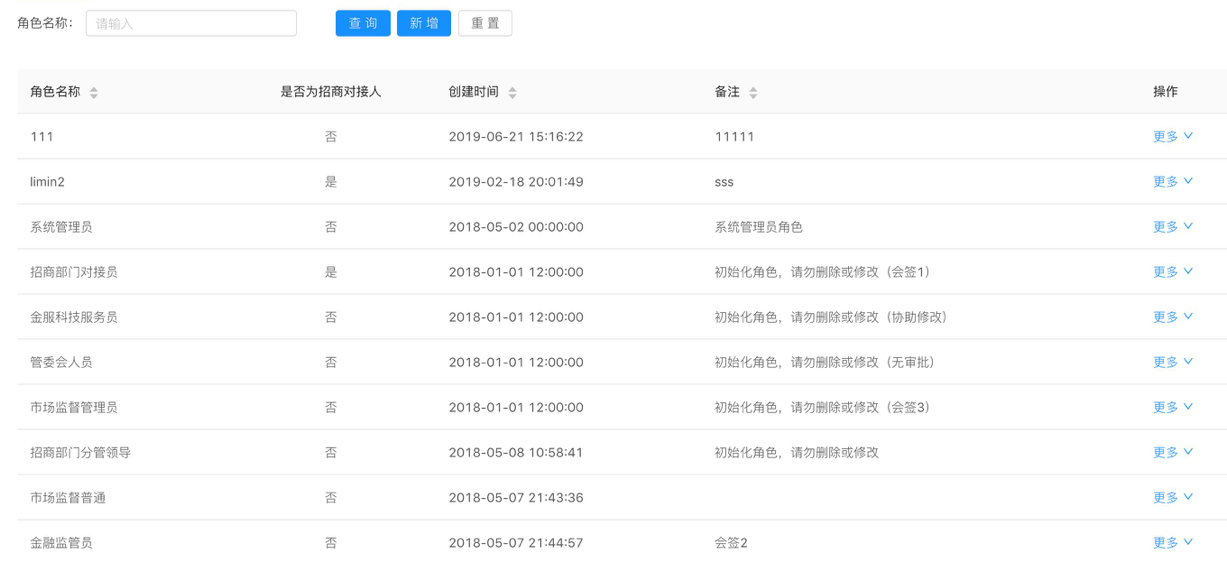 角色名称： 请输入 查 询 新 增 重 置
角色名称 是否为招商对接人 创建时间 备注 操作
111 否 2019-06-21 15:16:22 11111 更多
limin2 是 2019-02-18 20:01:49 sss 更多
系统管理员 否 2018-05-02 00:00:00 系统管理员角色 更多
招商部门对接员 是 2018-01-01 12:00:00 初始化角色，请勿删除或修改（会签1） 更多
金服科技服务员 否 2018-01-01 12:00:00 初始化角色，请勿删除或修改（协助修改） 更多
管委会人员 否 2018-01-01 12:00:00 初始化角色，请勿删除或修改（无审批） 更多
市场监督管理员 否 2018-01-01 12:00:00 初始化角色，请勿删除或修改（会签3） 更多
招商部门分管领导 否 2018-05-08 10:58:41 初始化角色，请勿删除或修改 更多
市场监督普通 否 2018-05-07 21:43:36 更多
金融监管员 否 2018-05-07 21:44:57 会签2 更多